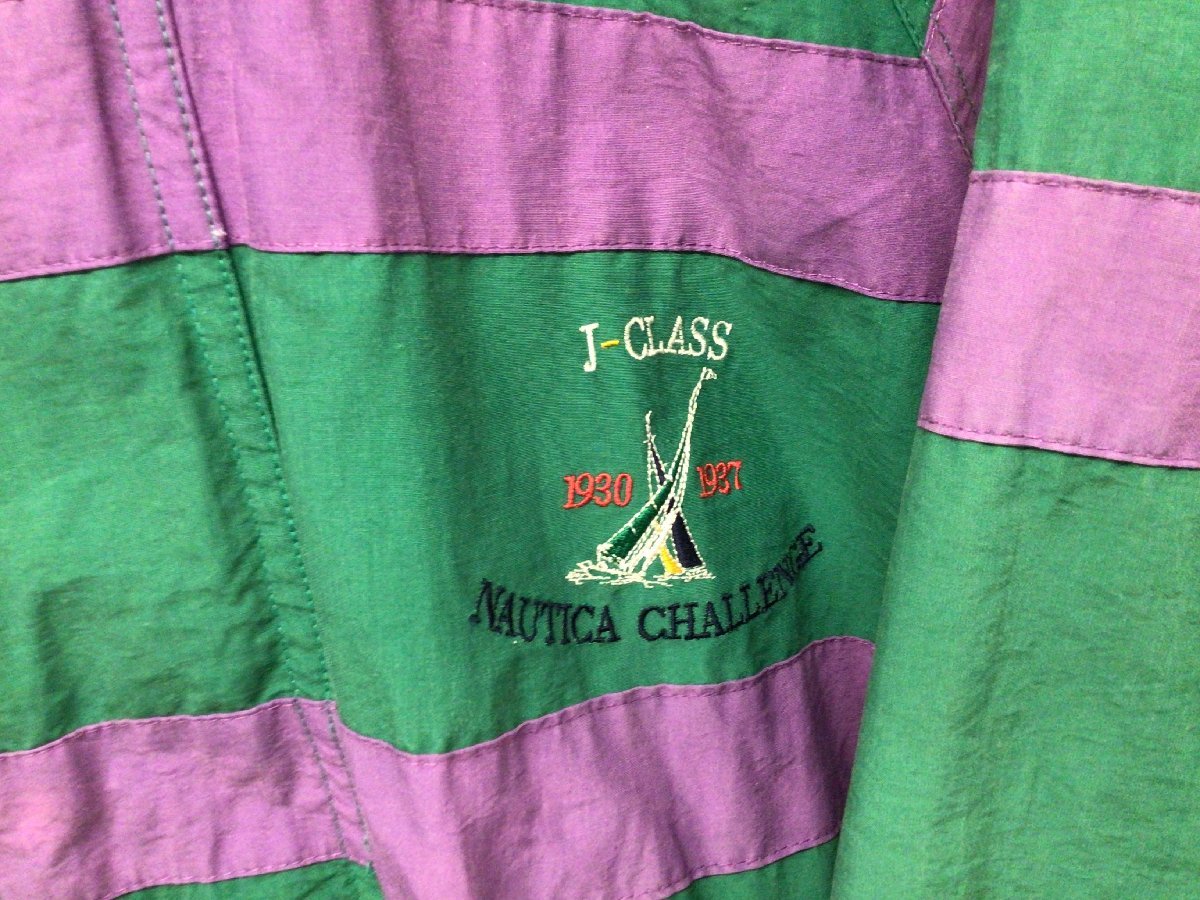 J-CLASS
1930 1937
NAUTICA CHALLENGE